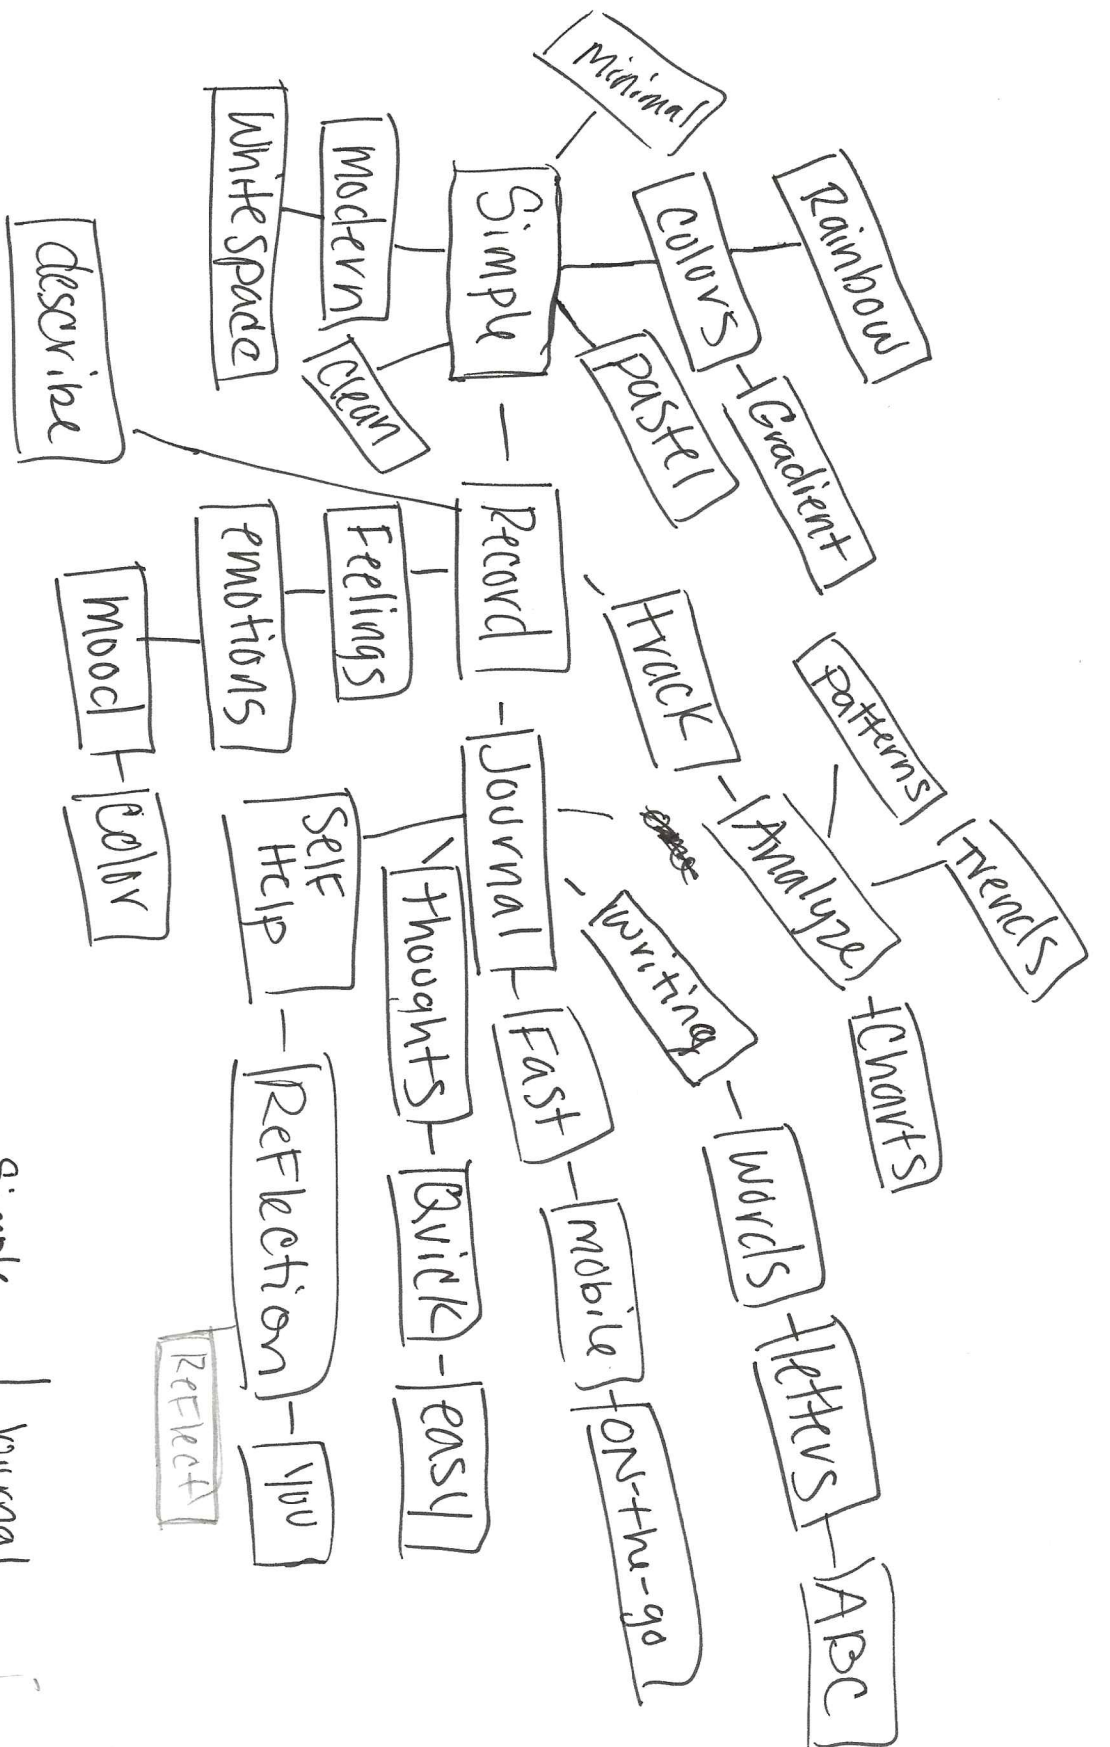 Rainbow
Minimal
Colors
Gradient
Pastel
Simple
Modern
White Space
Clean
describe
Record
track
Patterns
Trends
Analyze
Charts
Feelings
emotions
Mood
Color
Journal
Writing
Words
letters
ABC
Fast
mobile
ON-the-go
thoughts
Quick
easy
Self
Help
Reflection
You
Reflect
Simple Journal